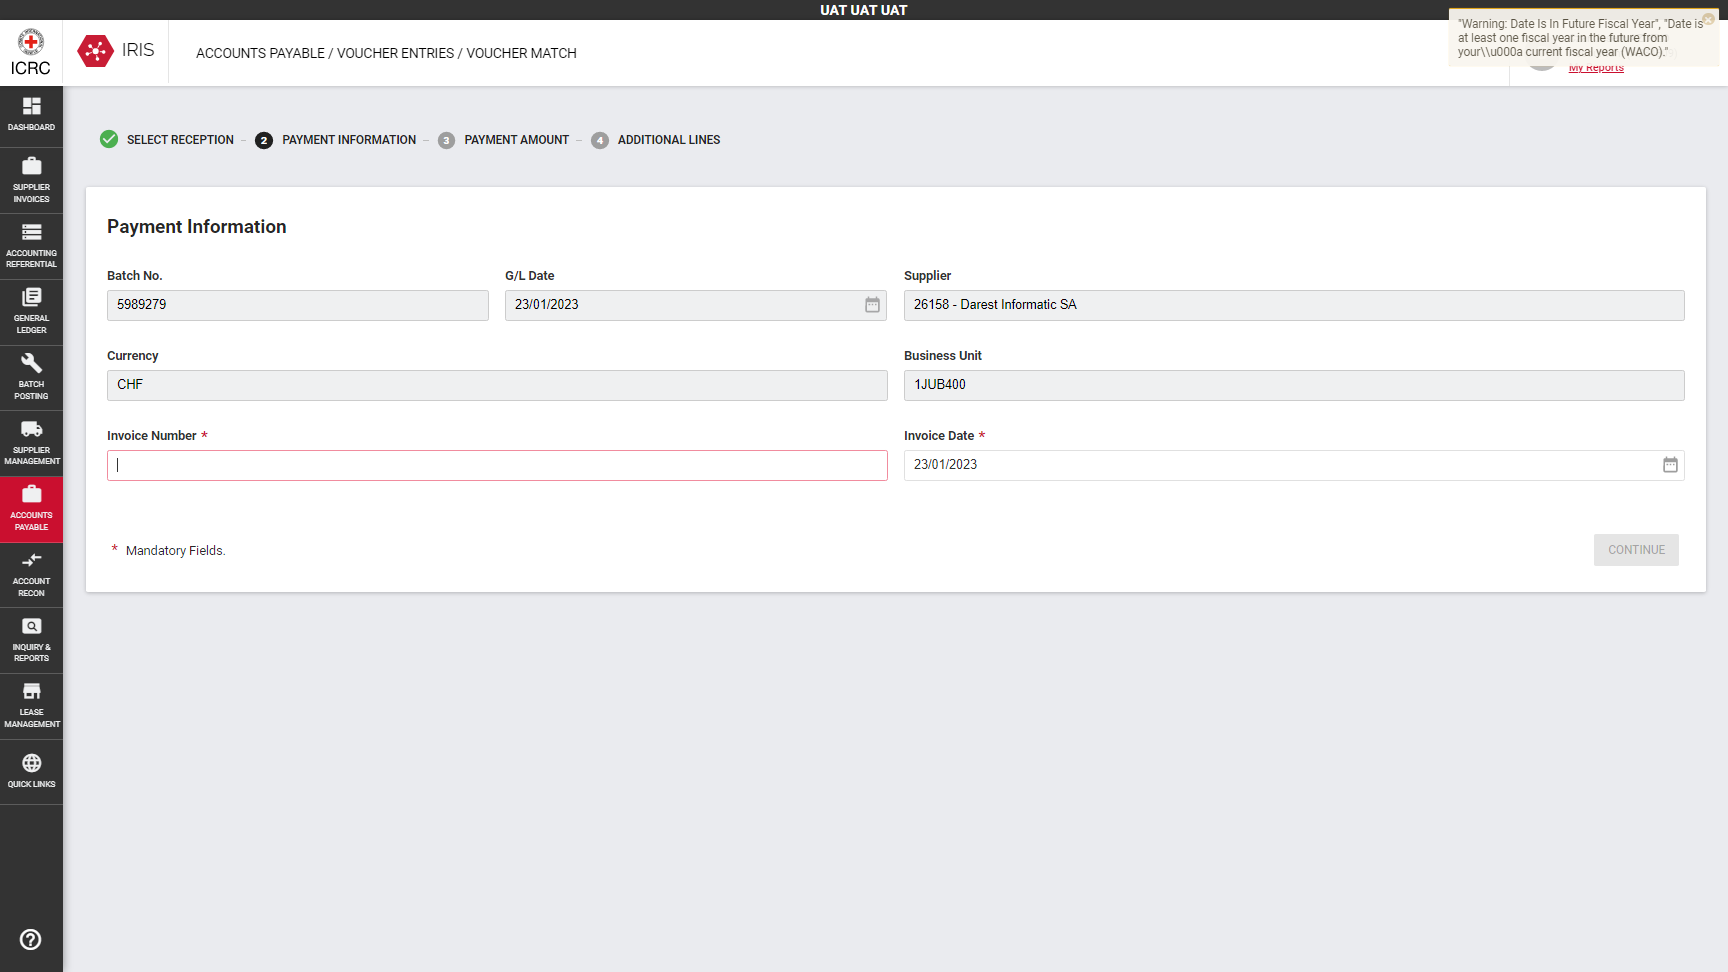 UAT UAT UAT
ICRC
IRIS
ACCOUNTS PAYABLE / VOUCHER ENTRIES / VOUCHER MATCH
"Warning: Date Is In Future Fiscal Year", "Date is
at least one fiscal year in the future from
your\\u000a current fiscal year (WACO)."
My Reports
DASHBOARD
SUPPLIER
INVOICES
ACCOUNTING
REFERENTIAL
GENERAL
LEDGER
BATCH
POSTING
SUPPLIER
MANAGEMENT
ACCOUNTS
PAYABLE
ACCOUNT
RECON
INQUIRY &
REPORTS
LEASE
MANAGEMENT
QUICK LINKS
SELECT RECEPTION – 2 PAYMENT INFORMATION – 3 PAYMENT AMOUNT – 4 ADDITIONAL LINES
Payment Information
Batch No. G/L Date Supplier
5989279 23/01/2023 26158 - Darest Informatic SA
Currency Business Unit
CHF 1JUB400
Invoice Number * Invoice Date *
23/01/2023
* Mandatory Fields.
CONTINUE